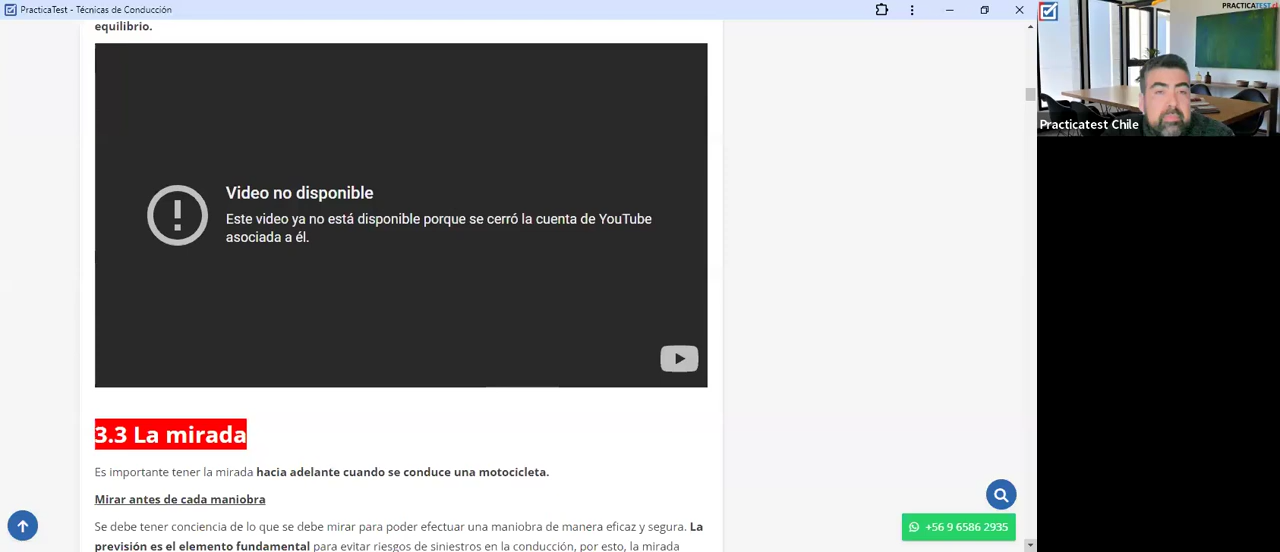 PracticaTest - Técnicas de Conducción
equilibrio.
Video no disponible
Este video ya no está disponible porque se cerró la cuenta de YouTube
asociada a él.
3.3 La mirada
Es importante tener la mirada hacia adelante cuando se conduce una motocicleta.
Mirar antes de cada maniobra
Se debe tener conciencia de lo que se debe mirar para poder efectuar una maniobra de manera eficaz y segura. La
previsión es el elemento fundamental para evitar riesgos de siniestros en la conducción, por esto, la mirada
+56 9 6586 2935
PRACTICATEST.cl
Practicatest Chile